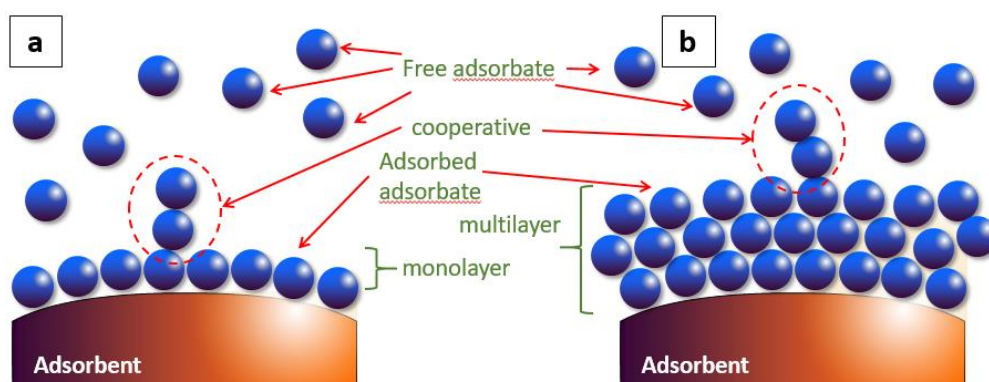 a
b
Free adsorbate
cooperative
Adsorbed
adsorbate
multilayer
monolayer
Adsorbent
Adsorbent